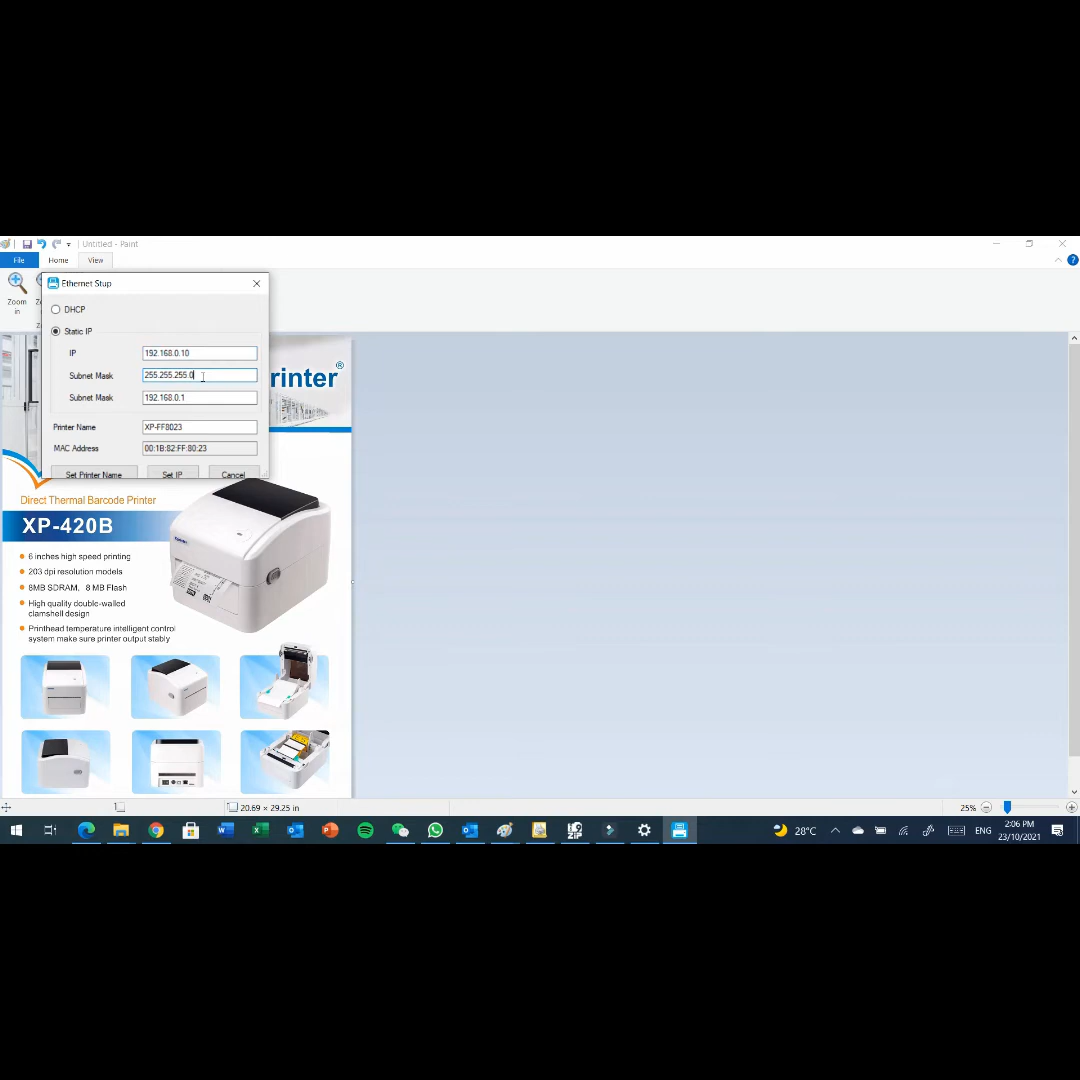 Untitled - Paint
File Home View
Ethernet Stup
Zoom in
DHCP
Static IP
IP 192.168.0.10
Subnet Mask 255.255.255.0
Subnet Mask 192.168.0.1
Printer Name XP-FF8023
MAC Address 00:1B:82:FF:80:23
Set Printer Name Set IP Cancel
rinter®
Direct Thermal Barcode Printer
XP-420B
6 inches high speed printing
203 dpi resolution models
8MB SDRAM, 8 MB Flash
High quality double-walled
clamshell design
Printhead temperature intelligent control
system make sure printer output stably
20.69 × 29.25 in
25%
28°C
ENG
2:06 PM
23/10/2021